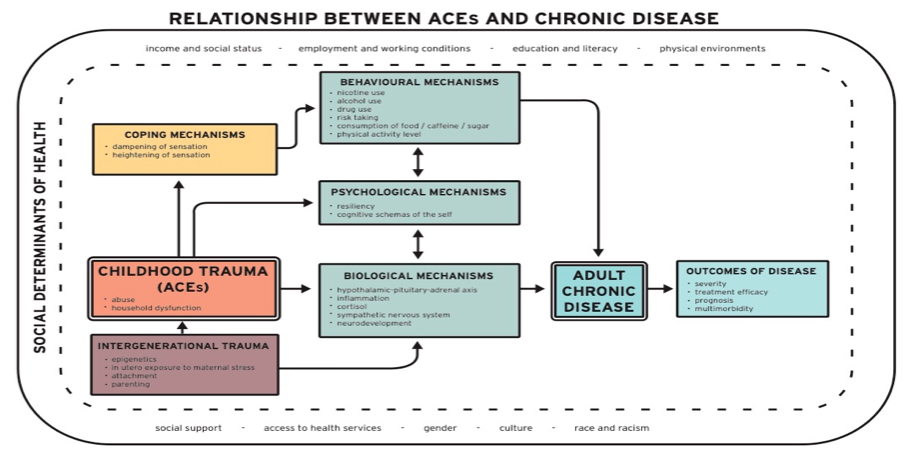 RELATIONSHIP BETWEEN ACEs AND CHRONIC DISEASE
income and social status - employment and working conditions - education and literacy - physical environments
SOCIAL DETERMINANTS OF HEALTH
BEHAVIOURAL MECHANISMS
• nicotine use
• alcohol use
• drug use
• risk taking
• consumption of food / caffeine / sugar
• physical activity level
COPING MECHANISMS
• dampening of sensation
• heightening of sensation
PSYCHOLOGICAL MECHANISMS
• resiliency
• cognitive schemas of the self
CHILDHOOD TRAUMA
(ACEs)
• abuse
• household dysfunction
BIOLOGICAL MECHANISMS
• hypothalamic-pituitary-adrenal axis
• inflammation
• cortisol
• sympathetic nervous system
• neurodevelopment
ADULT
CHRONIC
DISEASE
OUTCOMES OF DISEASE
• severity
• treatment efficacy
• prognosis
• multimorbidity
INTERGENERATIONAL TRAUMA
• epigenetics
• in utero exposure to maternal stress
• attachment
• parenting
social support - access to health services - gender - culture - race and racism